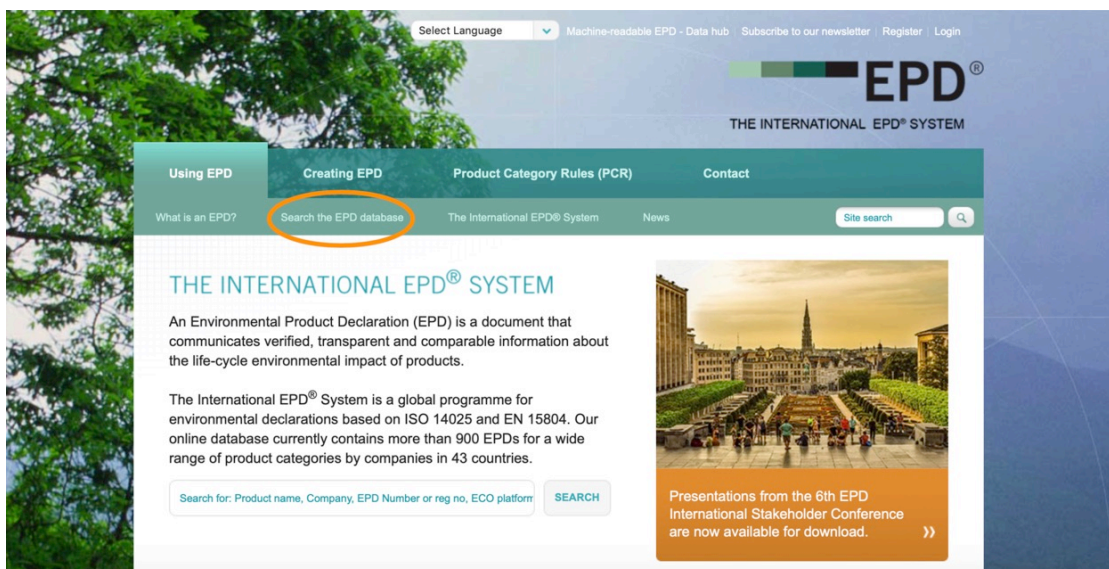 Select Language
Machine-readable EPD - Data hub | Subscribe to our newsletter | Register | Login
EPD®
THE INTERNATIONAL EPD® SYSTEM
Using EPD
Creating EPD
Product Category Rules (PCR)
Contact
What is an EPD?
Search the EPD database
The International EPD® System
News
Site search
THE INTERNATIONAL EPD® SYSTEM
An Environmental Product Declaration (EPD) is a document that
communicates verified, transparent and comparable information about
the life-cycle environmental impact of products.
The International EPD® System is a global programme for
environmental declarations based on ISO 14025 and EN 15804. Our
online database currently contains more than 900 EPDs for a wide
range of product categories by companies in 43 countries.
Search for: Product name, Company, EPD Number or reg no, ECO platform
SEARCH
Presentations from the 6th EPD
International Stakeholder Conference
are now available for download. »